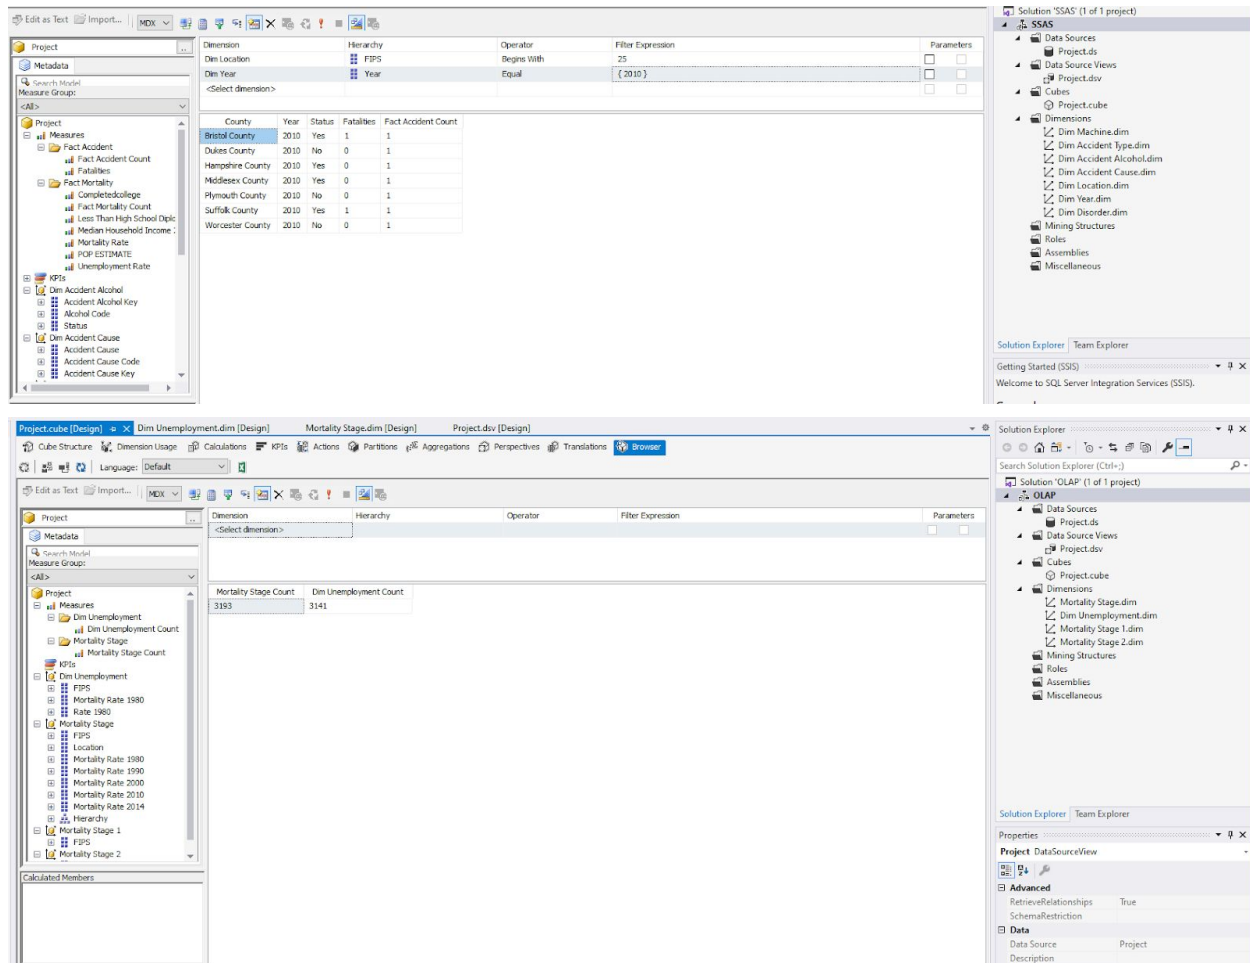 Edit as Text Import... MDX
Project ..
Metadata
Search Model
Measure Group:
<All>
Project
Measures
Fact Accident
Fact Accident Count
Fatalities
Fact Mortality
Completedcollege
Fact Mortality Count
Less Than High School Diplc
Median Household Income :
Mortality Rate
POP ESTIMATE
Unemployment Rate
KPIs
Dim Accident Alcohol
Accident Alcohol Key
Alcohol Code
Status
Dim Accident Cause
Accident Cause
Accident Cause Code
Accident Cause Key
Dimension Hierarchy Operator Filter Expression Parameters
Dim Location FIPS Begins With 25
Dim Year Year Equal { 2010 }
<Select dimension>
County Year Status Fatalities Fact Accident Count
Bristol County 2010 Yes 1 1
Dukes County 2010 No 0 1
Hampshire County 2010 Yes 0 1
Middlesex County 2010 Yes 0 1
Plymouth County 2010 No 0 1
Suffolk County 2010 Yes 1 1
Worcester County 2010 No 0 1
Solution 'SSAS' (1 of 1 project)
SSAS
Data Sources
Project.ds
Data Source Views
Project.dsv
Cubes
Project.cube
Dimensions
Dim Machine.dim
Dim Accident Type.dim
Dim Accident Alcohol.dim
Dim Accident Cause.dim
Dim Location.dim
Dim Year.dim
Dim Disorder.dim
Mining Structures
Roles
Assemblies
Miscellaneous
Solution Explorer Team Explorer
Getting Started (SSIS)
Welcome to SQL Server Integration Services (SSIS).
Project.cube [Design] Dim Unemployment.dim [Design] Mortality Stage.dim [Design] Project.dsv [Design]
Cube Structure Dimension Usage Calculations KPIs Actions Partitions Aggregations Perspectives Translations Browser
Language: Default
Edit as Text Import... MDX
Project ...
Metadata
Search Model
Measure Group:
<All>
Project
Measures
Dim Unemployment
Dim Unemployment Count
Mortality Stage
Mortality Stage Count
KPIs
Dim Unemployment
FIPS
Mortality Rate 1980
Rate 1980
Mortality Stage
FIPS
Location
Mortality Rate 1980
Mortality Rate 1990
Mortality Rate 2000
Mortality Rate 2010
Mortality Rate 2014
Hierarchy
Mortality Stage 1
FIPS
Mortality Stage 2
Calculated Members
Dimension Hierarchy Operator Filter Expression Parameters
<Select dimension>
Mortality Stage Count Dim Unemployment Count
3193 3141
Solution Explorer
Search Solution Explorer (Ctrl+;)
Solution 'OLAP' (1 of 1 project)
OLAP
Data Sources
Project.ds
Data Source Views
Project.dsv
Cubes
Project.cube
Dimensions
Mortality Stage.dim
Dim Unemployment.dim
Mortality Stage 1.dim
Mortality Stage 2.dim
Mining Structures
Roles
Assemblies
Miscellaneous
Solution Explorer Team Explorer
Properties
Project DataSourceView
Advanced
RetrieveRelationships True
SchemaRestriction
Data
Data Source Project
Description